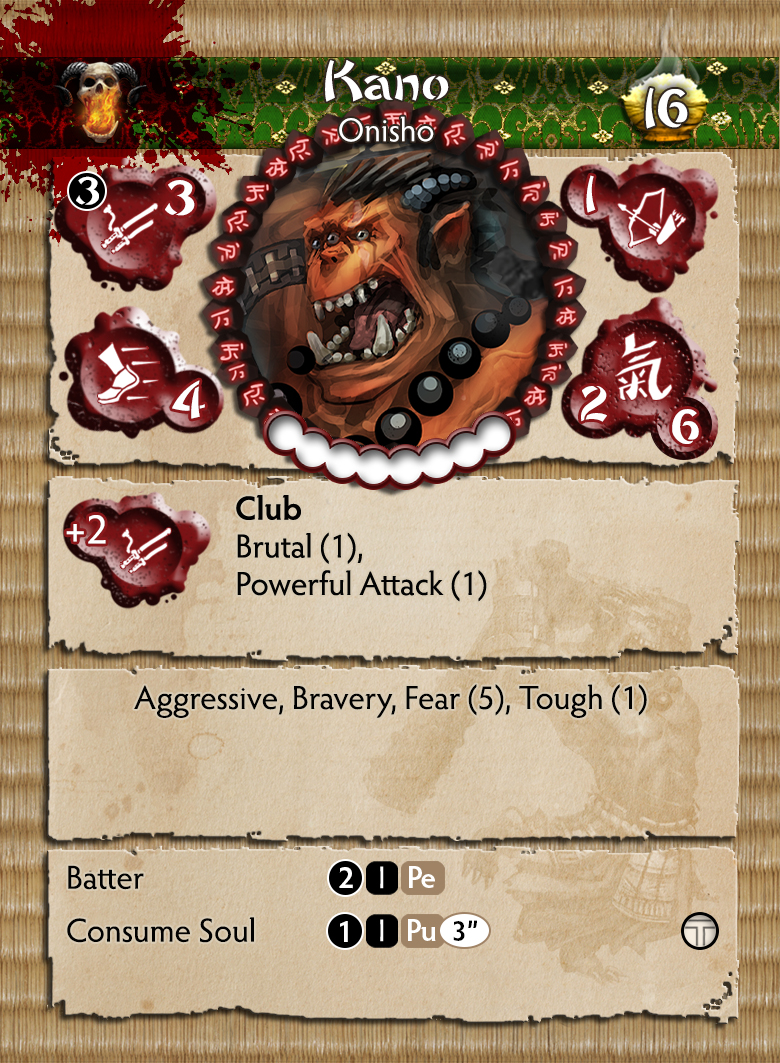 Kano
16
Onisho
3 3
1
4
氣
2 6
+2
Club
Brutal (1),
Powerful Attack (1)
Aggressive, Bravery, Fear (5), Tough (1)
Batter 2 I Pe
Consume Soul 1 I Pu 3” T